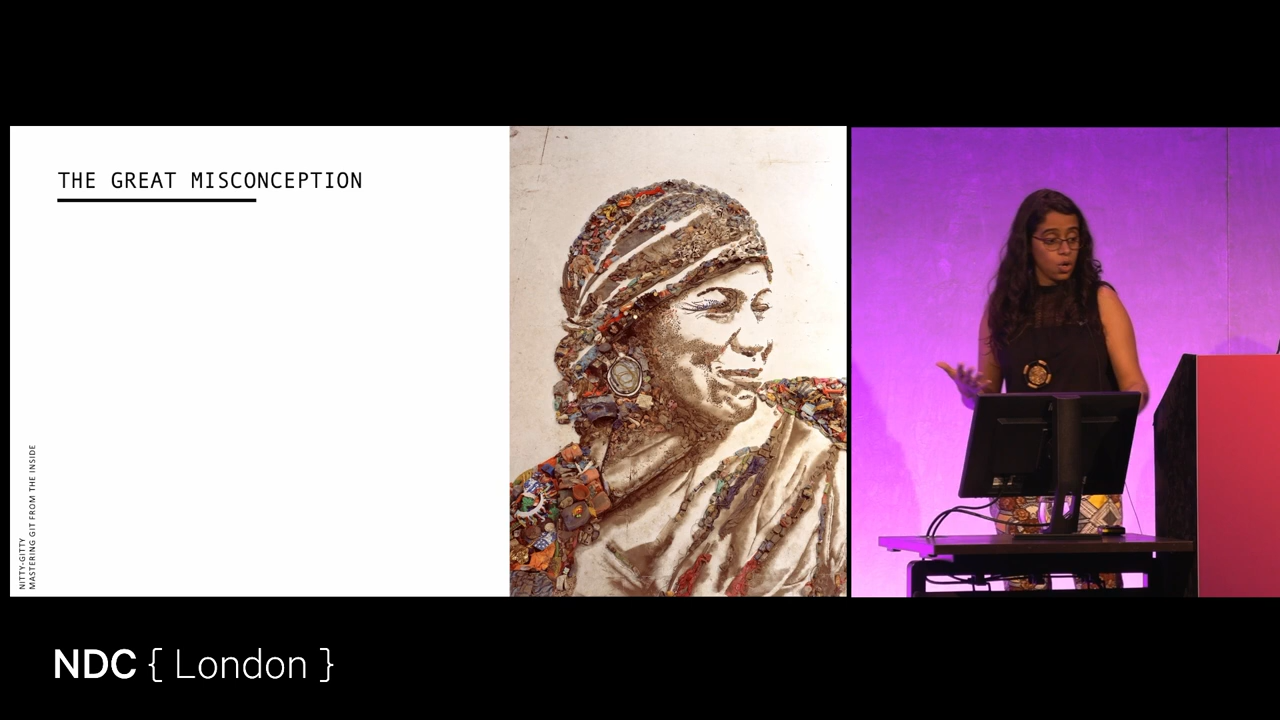 THE GREAT MISCONCEPTION
NITTY-GITTY
MASTERING GIT FROM THE INSIDE
NDC { London }